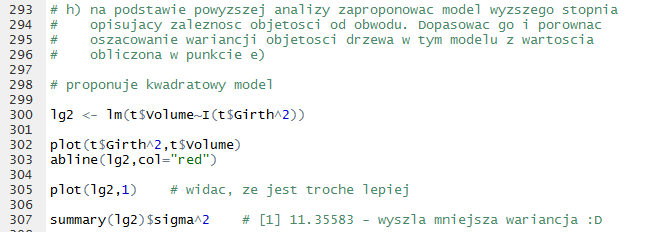 293 # h) na podstawie powyzszej analizy zaproponowac model wyzszego stopnia
294 #    opisujacy zaleznosc objetosci od obwodu. Dopasowac go i porownac
295 #    oszacowanie wariancji objetosci drzewa w tym modelu z wartoscia
296 #    obliczona w punkcie e)
297
298 # proponuje kwadratowy model
299
300 lg2 <- lm(t$Volume~I(t$Girth^2))
301
302 plot(t$Girth^2,t$Volume)
303 abline(lg2,col="red")
304
305 plot(lg2,1)    # widac, ze jest troche lepiej
306
307 summary(lg2)$sigma^2    # [1] 11.35583 - wyszla mniejsza wariancja :D